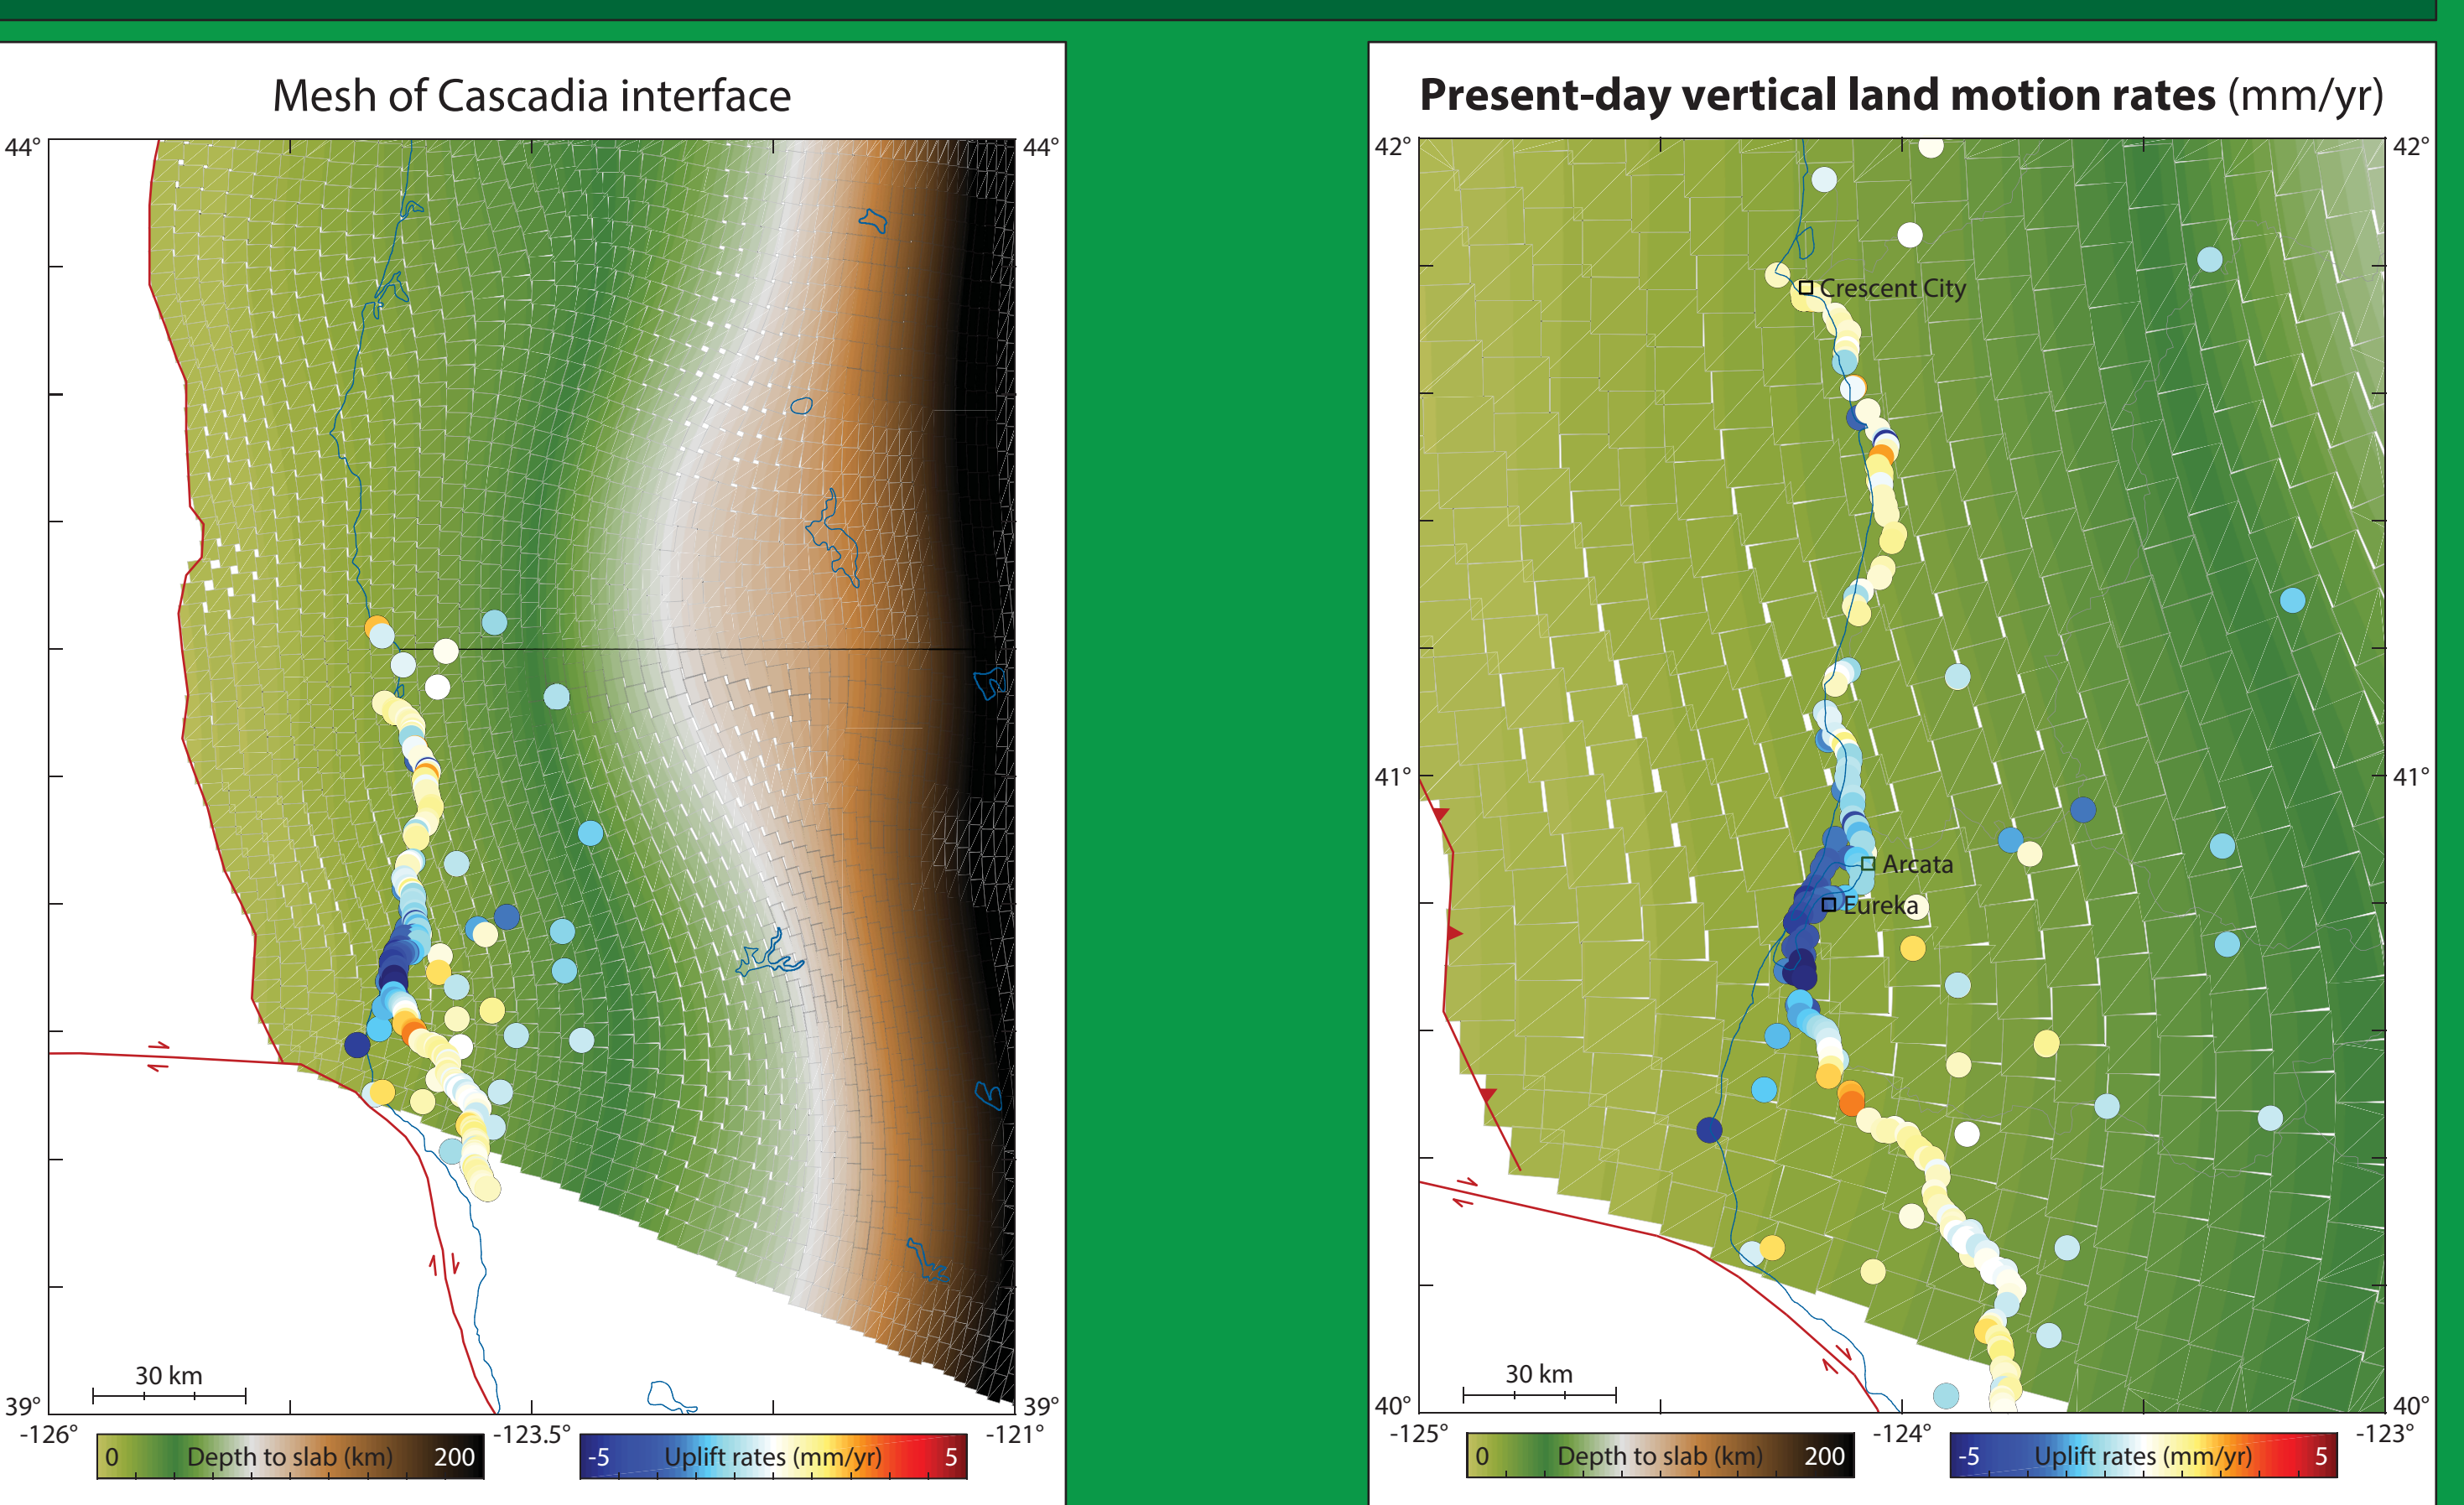 Mesh of Cascadia interface
44°
44°
39°
39°
30 km
-126°
-123.5°
-121°
0 Depth to slab (km) 200
-5 Uplift rates (mm/yr) 5
Present-day vertical land motion rates (mm/yr)
42°
42°
Crescent City
41°
41°
Arcata
Eureka
30 km
40°
40°
-125°
-124°
-123°
0 Depth to slab (km) 200
-5 Uplift rates (mm/yr) 5